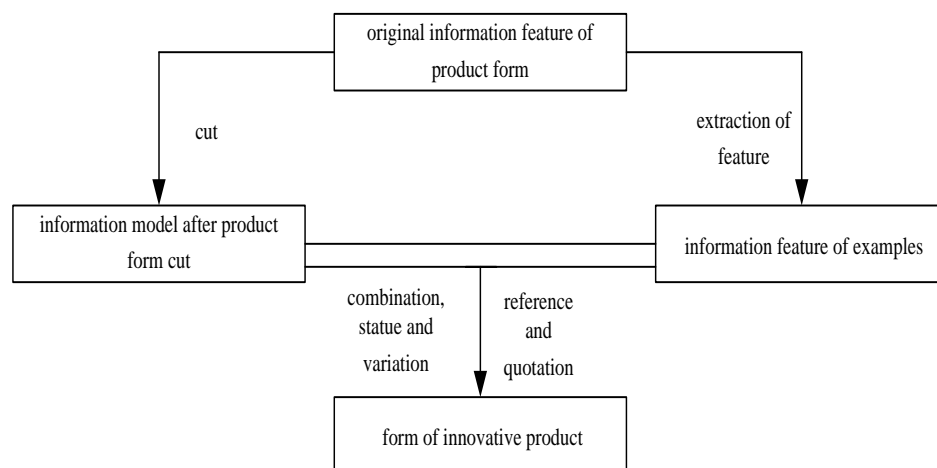 original information feature of
product form
cut
extraction of
feature
information model after product
form cut
information feature of examples
combination,
statue and
variation
reference
and
quotation
form of innovative product